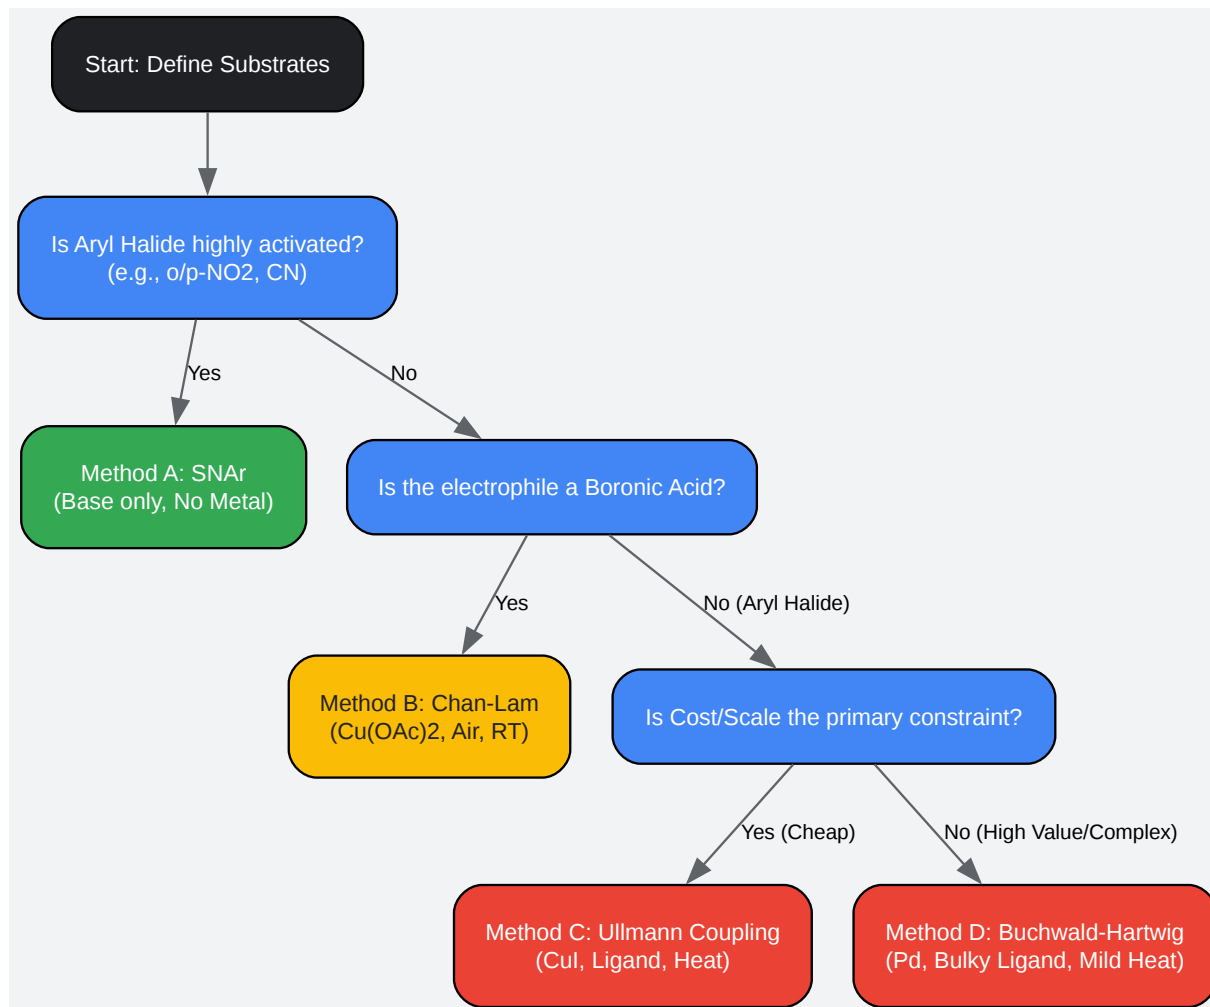 Start: Define Substrates
Is Aryl Halide highly activated?
(e.g., o/p-NO2, CN)
Yes
No
Method A: SNAr
(Base only, No Metal)
Is the electrophile a Boronic Acid?
Yes
No (Aryl Halide)
Method B: Chan-Lam
(Cu(OAc)2, Air, RT)
Is Cost/Scale the primary constraint?
Yes (Cheap)
No (High Value/Complex)
Method C: Ullmann Coupling
(CuI, Ligand, Heat)
Method D: Buchwald-Hartwig
(Pd, Bulky Ligand, Mild Heat)